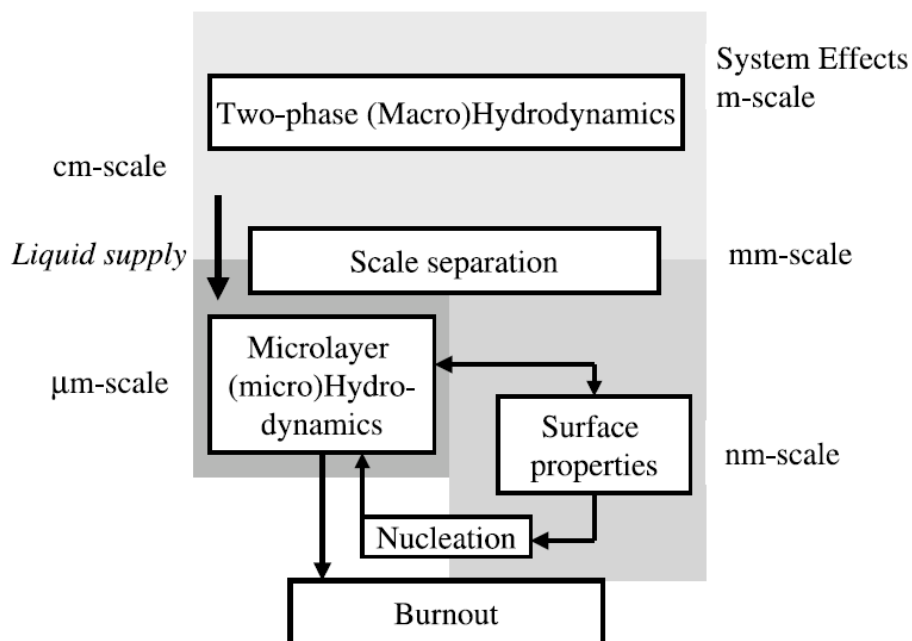 System Effects
m-scale
Two-phase (Macro)Hydrodynamics
cm-scale
Liquid supply
Scale separation
mm-scale
Microlayer
(micro)Hydro-
dynamics
μm-scale
Surface
properties
nm-scale
Nucleation
Burnout